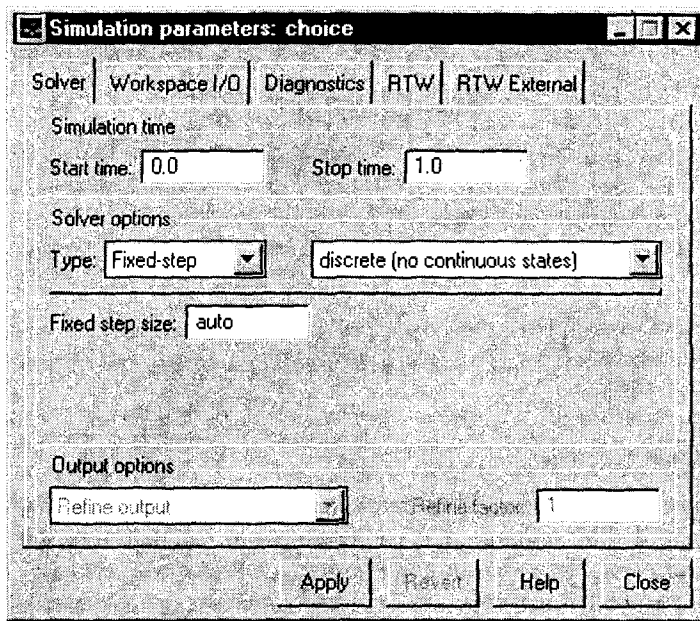 Simulation parameters: choice
Solver Workspace I/O Diagnostics RTW RTW External
Simulation time
Start time: 0.0 Stop time: 1.0
Solver options
Type: Fixed-step discrete (no continuous states)
Fixed step size: auto
Output options
Refine output Refine factor: 1
Apply Revert Help Close